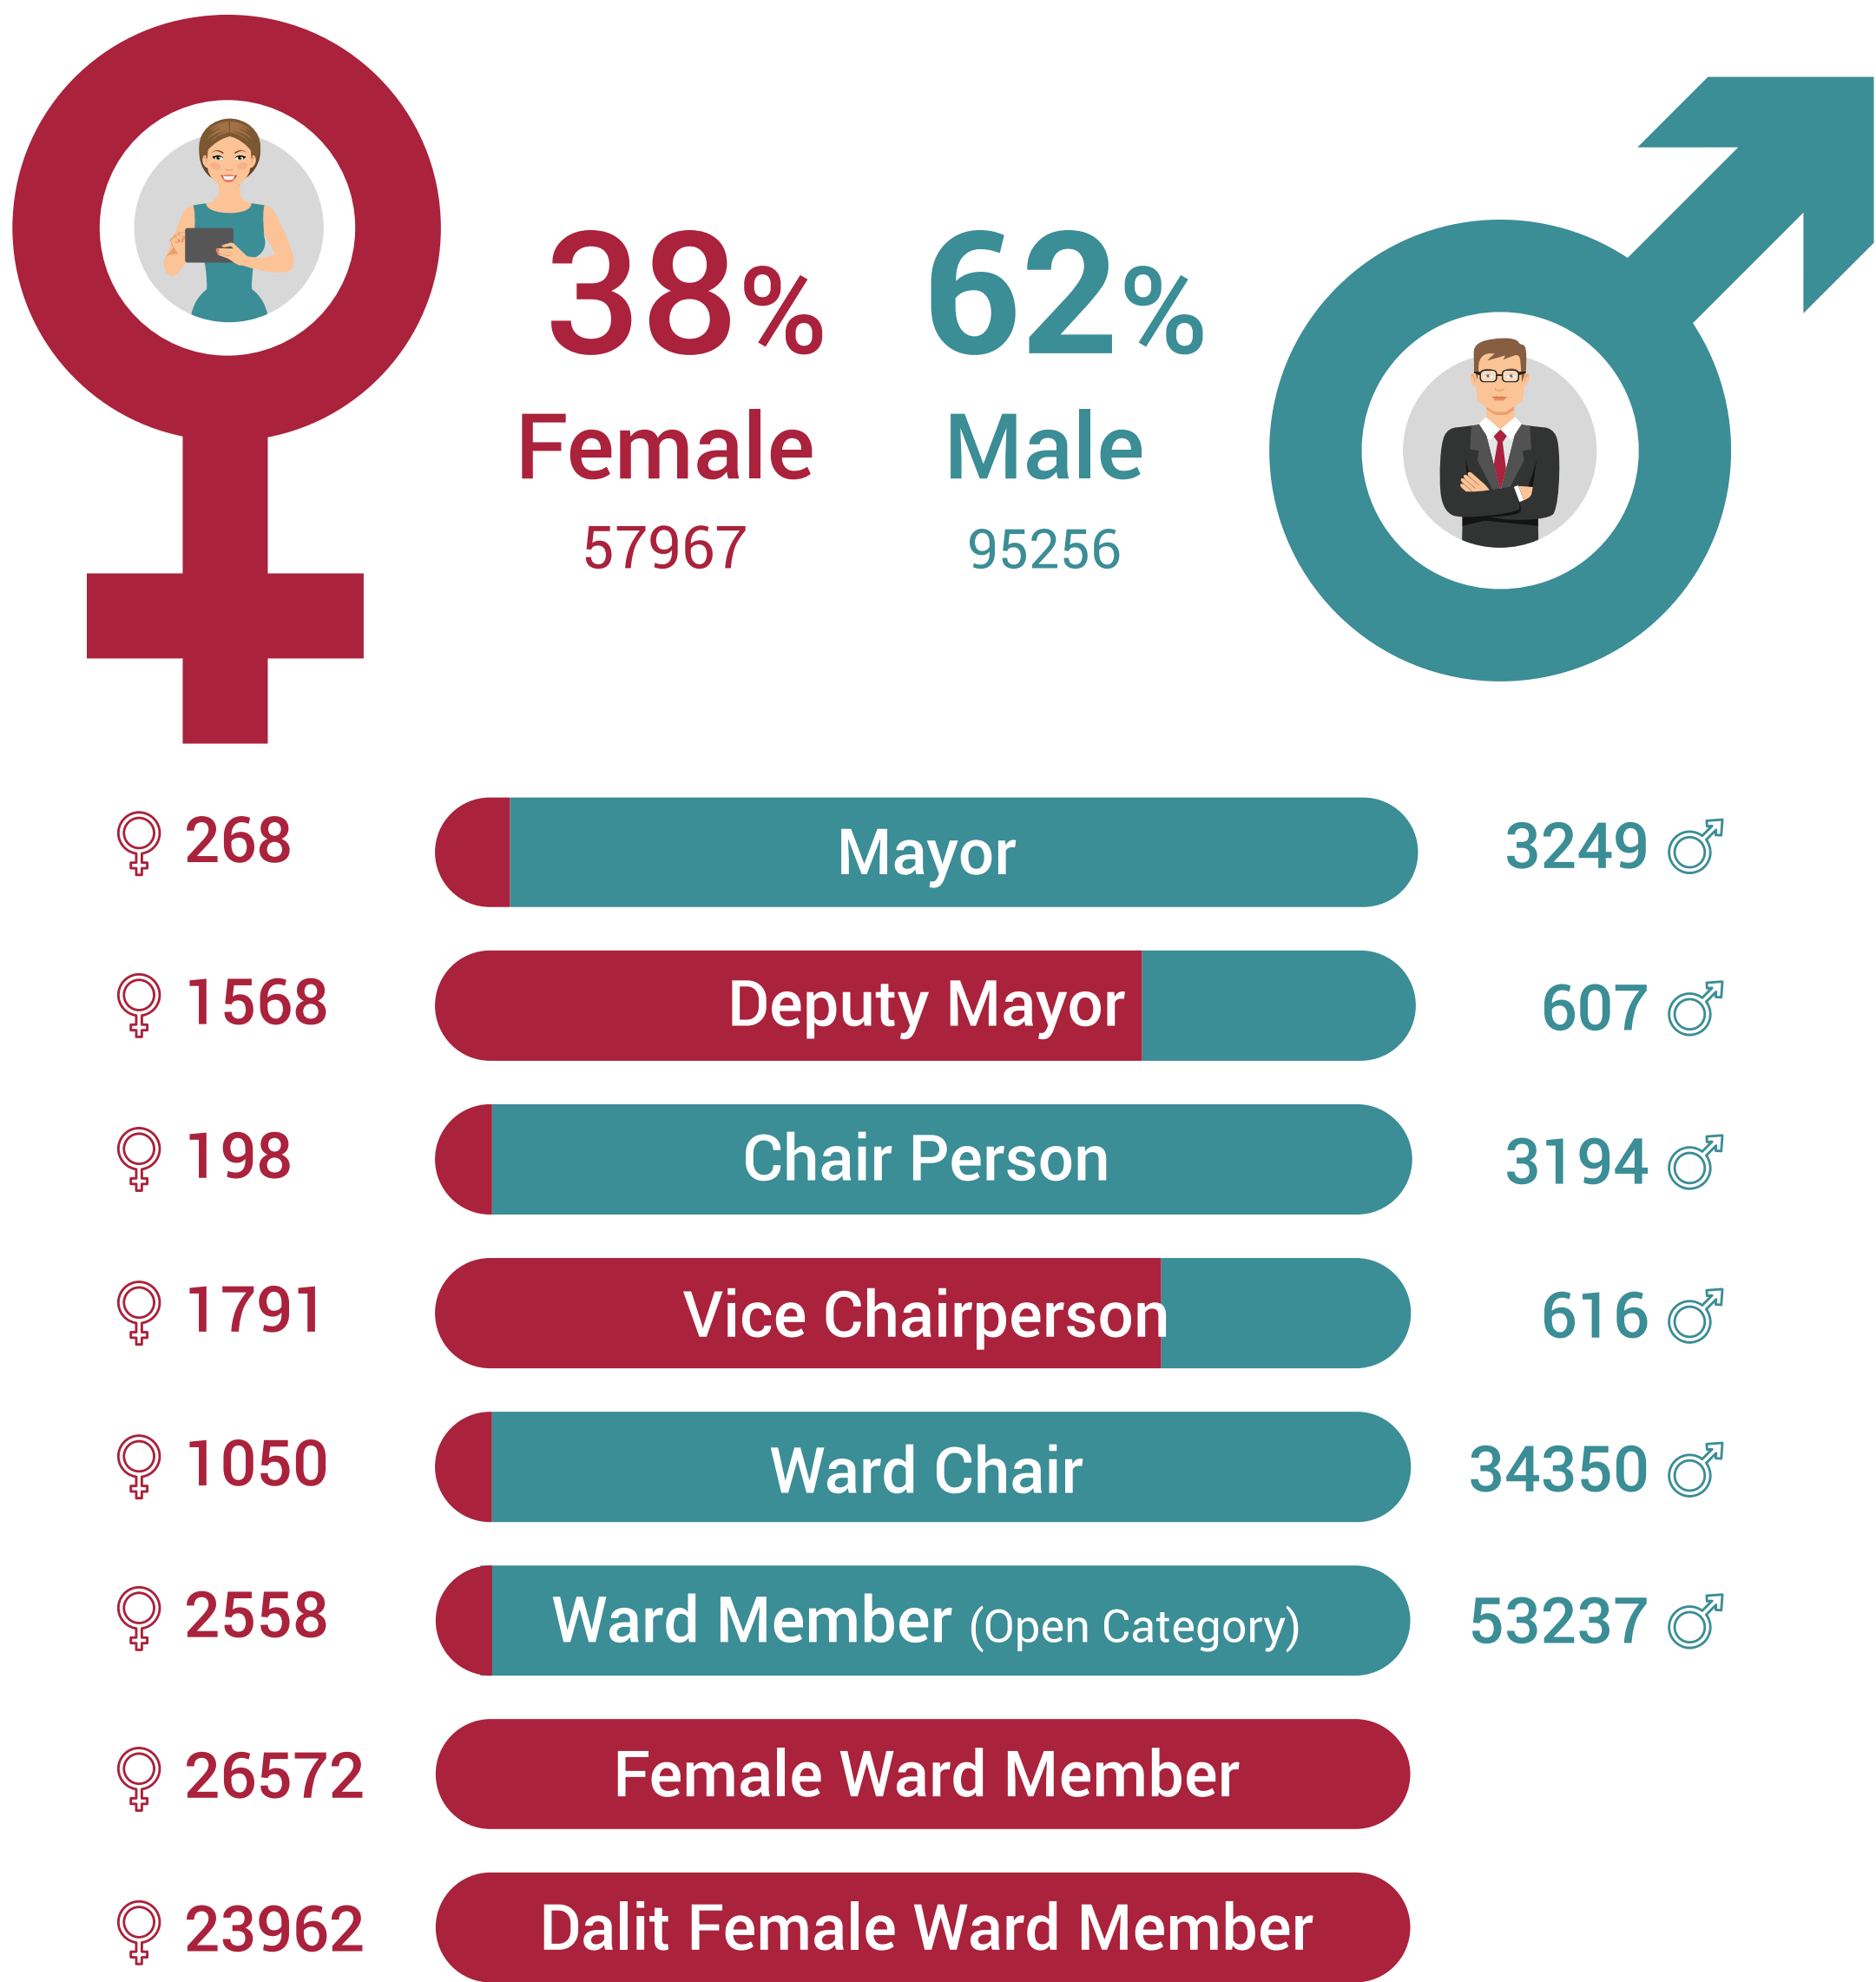 38% 62%
Female Male
57967 95256
268 Mayor 3249
1568 Deputy Mayor 607
198 Chair Person 3194
1791 Vice Chairperson 616
1050 Ward Chair 34350
2558 Ward Member (Open Category) 53237
26572 Female Ward Member
23962 Dalit Female Ward Member